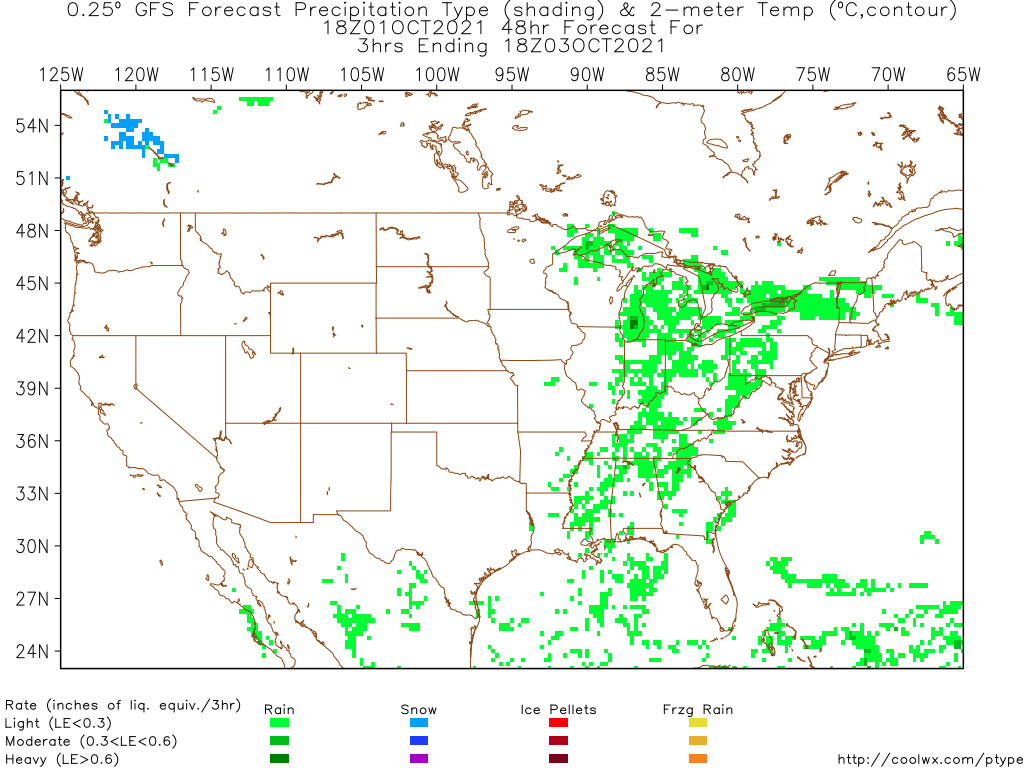 0.25º GFS Forecast Precipitation Type (shading) & 2-meter Temp (ºC,contour)
18Z01OCT2021 48hr Forecast For
3hrs Ending 18Z03OCT2021
125W 120W 115W 110W 105W 100W 95W 90W 85W 80W 75W 70W 65W
54N
51N
48N
45N
42N
39N
36N
33N
30N
27N
24N
Rate (inches of liq. equiv./3hr) Rain Snow Ice Pellets Frzg Rain
Light (LE<0.3)
Moderate (0.3<LE<0.6)
Heavy (LE>0.6) http://coolwx.com/ptype